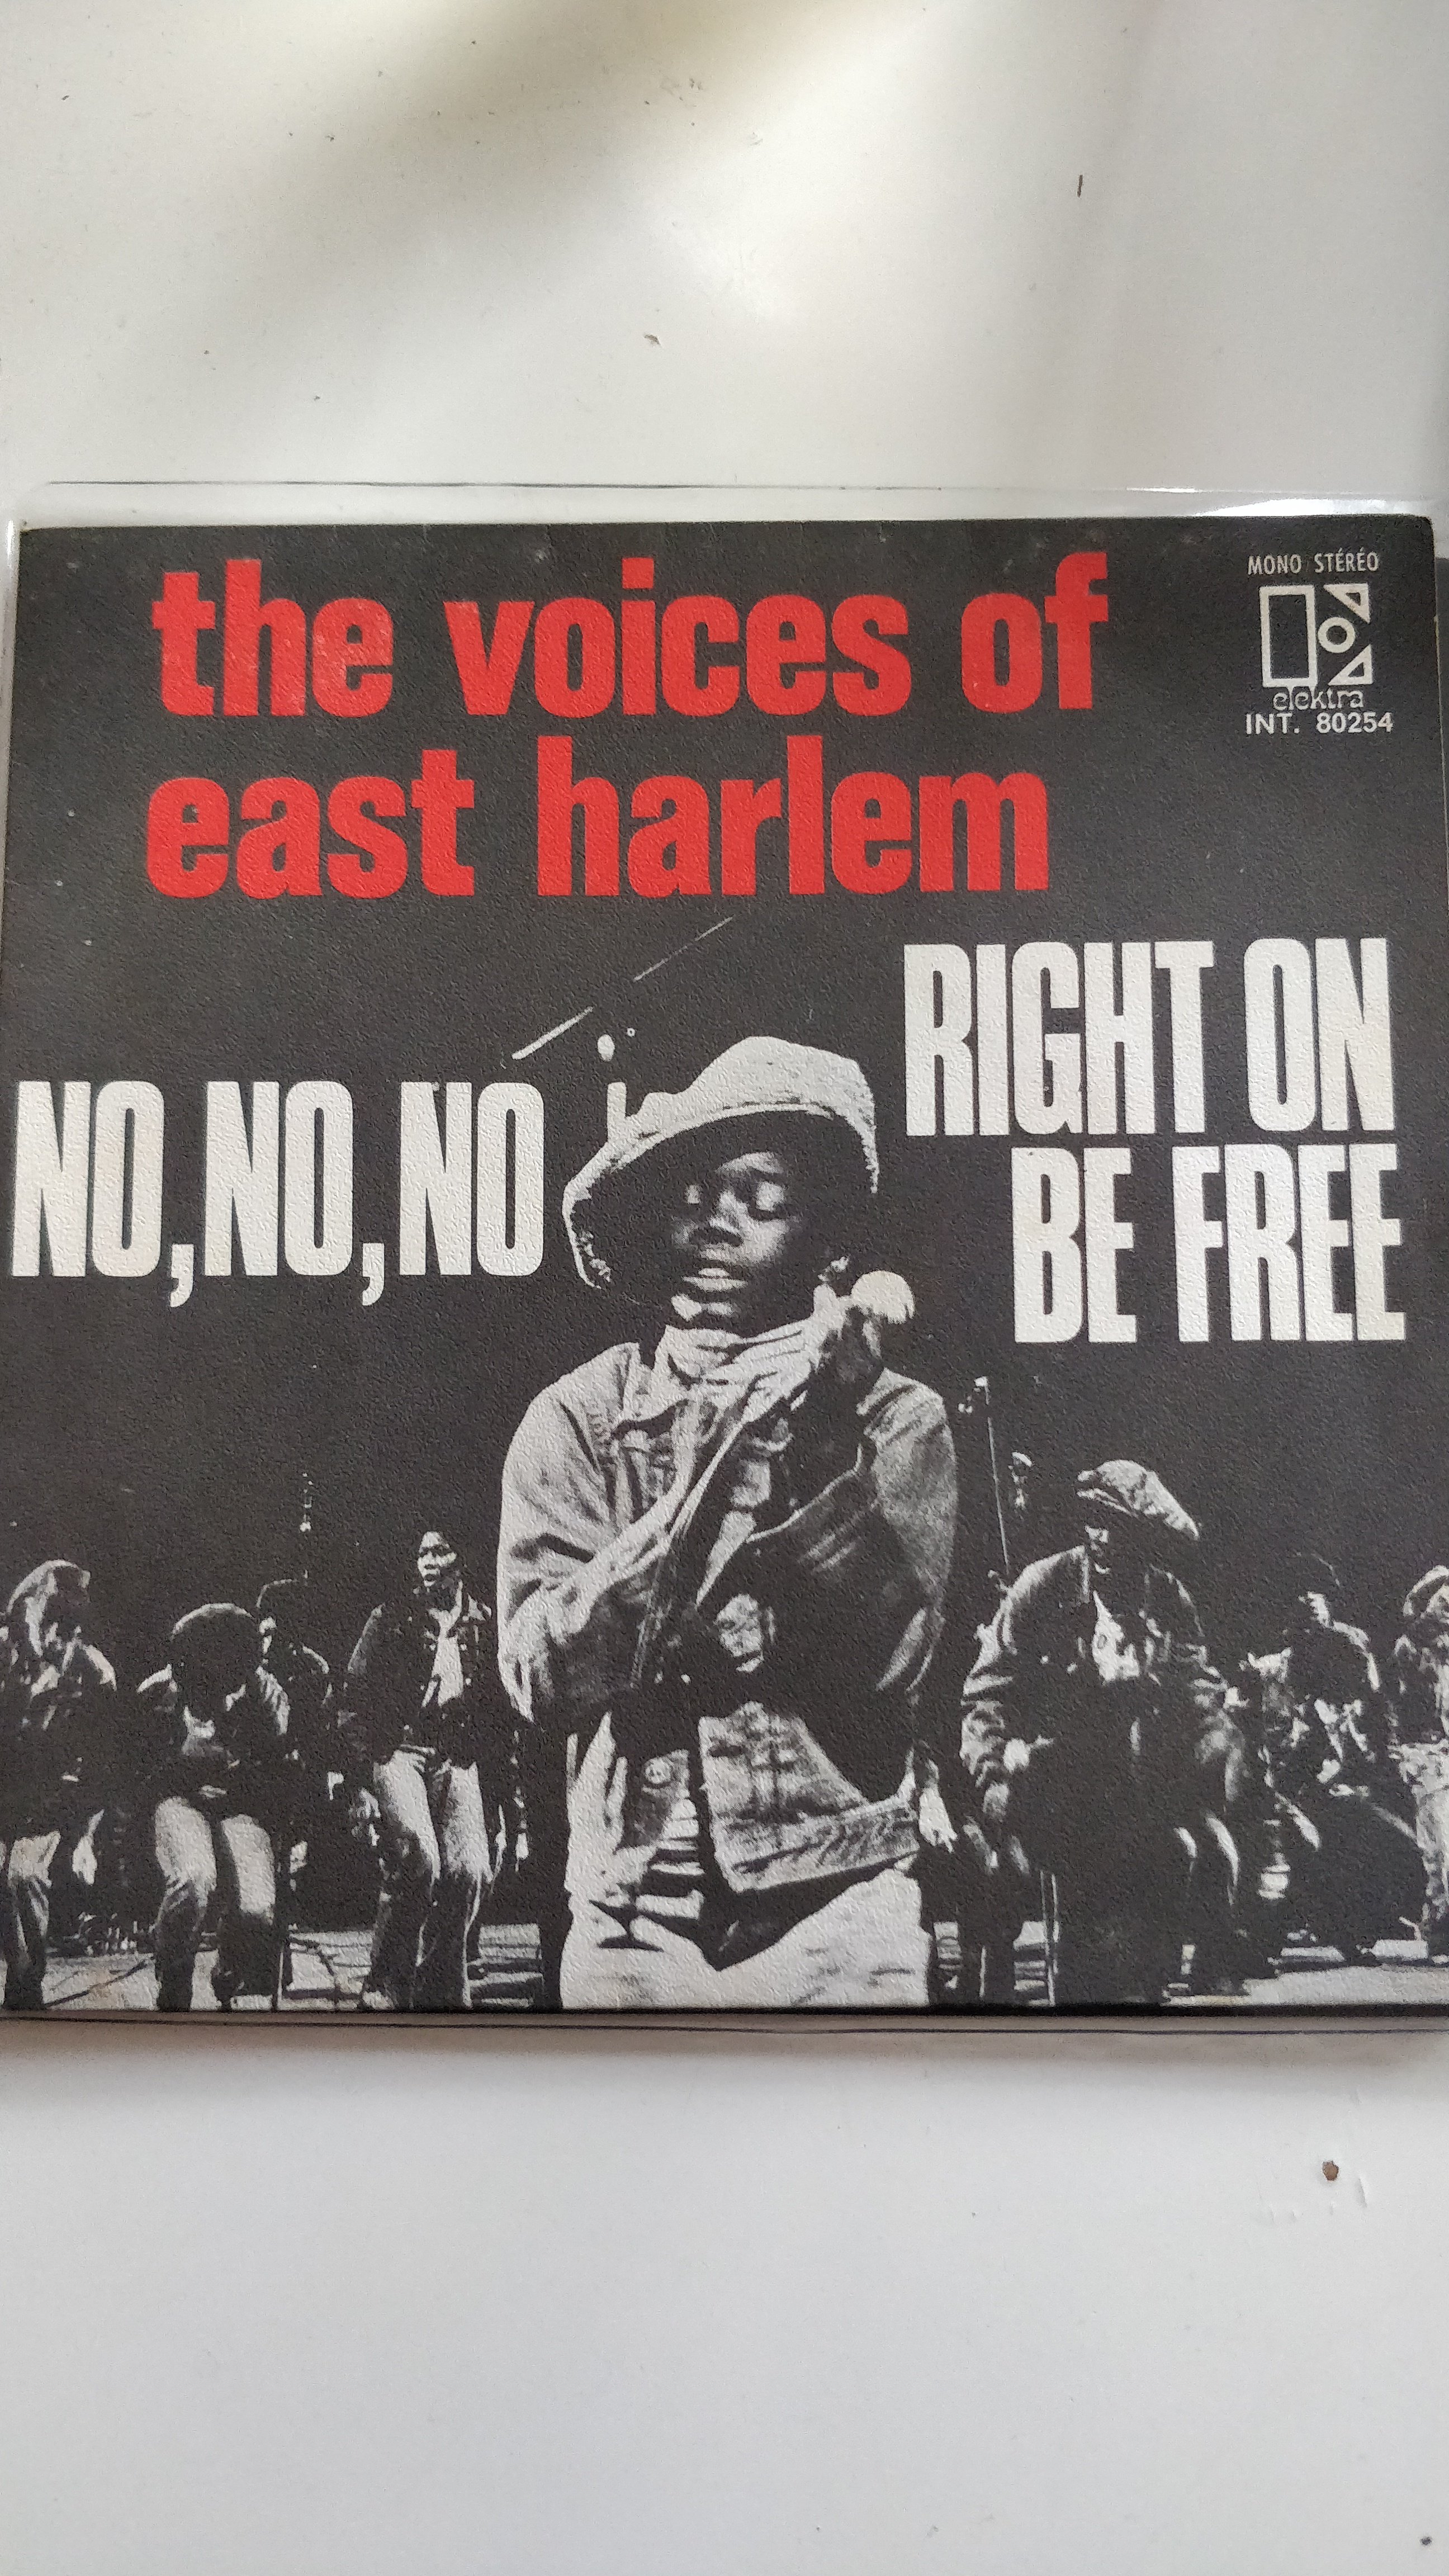 the voices of
east harlem
MONO STÉRÉO
elektra
INT. 80254
NO, NO, NO
RIGHT ON
BE FREE